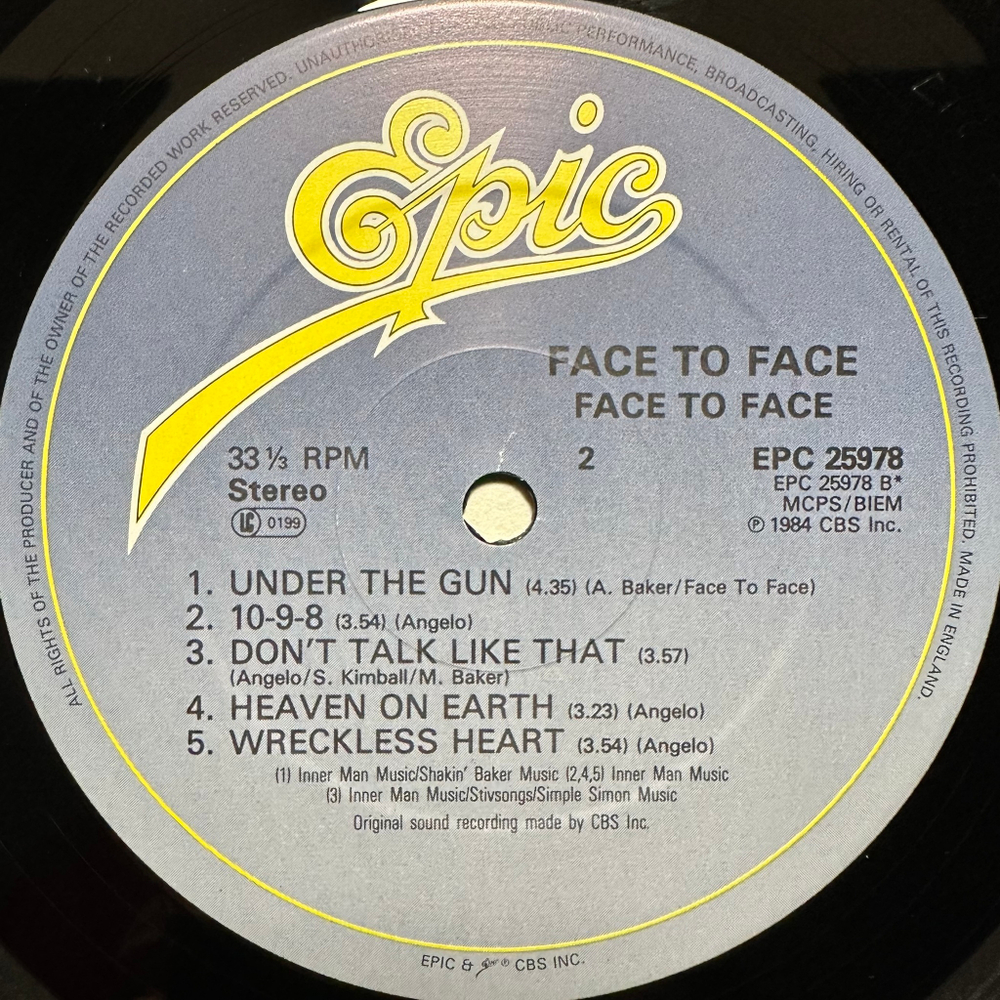 ALL RIGHTS OF THE PRODUCER AND OF THE OWNER OF THE RECORDED WORK RESERVED. UNAUTHORISED PUBLIC PERFORMANCE, BROADCASTING, HIRING OR RENTAL OF THIS RECORDING PROHIBITED. MADE IN ENGLAND.
Epic
FACE TO FACE
FACE TO FACE
33 ⅓ RPM 2 EPC 25978
Stereo EPC 25978 B*
MCPS/BIEM
LC 0199 ℗ 1984 CBS Inc.
1. UNDER THE GUN (4.35) (A. Baker/Face To Face)
2. 10-9-8 (3.54) (Angelo)
3. DON'T TALK LIKE THAT (3.57)
(Angelo/S. Kimball/M. Baker)
4. HEAVEN ON EARTH (3.23) (Angelo)
5. WRECKLESS HEART (3.54) (Angelo)
(1) Inner Man Music/Shakin' Baker Music (2,4,5) Inner Man Music
(3) Inner Man Music/Stivsongs/Simple Simon Music
Original sound recording made by CBS Inc.
EPIC & Epic ® CBS INC.